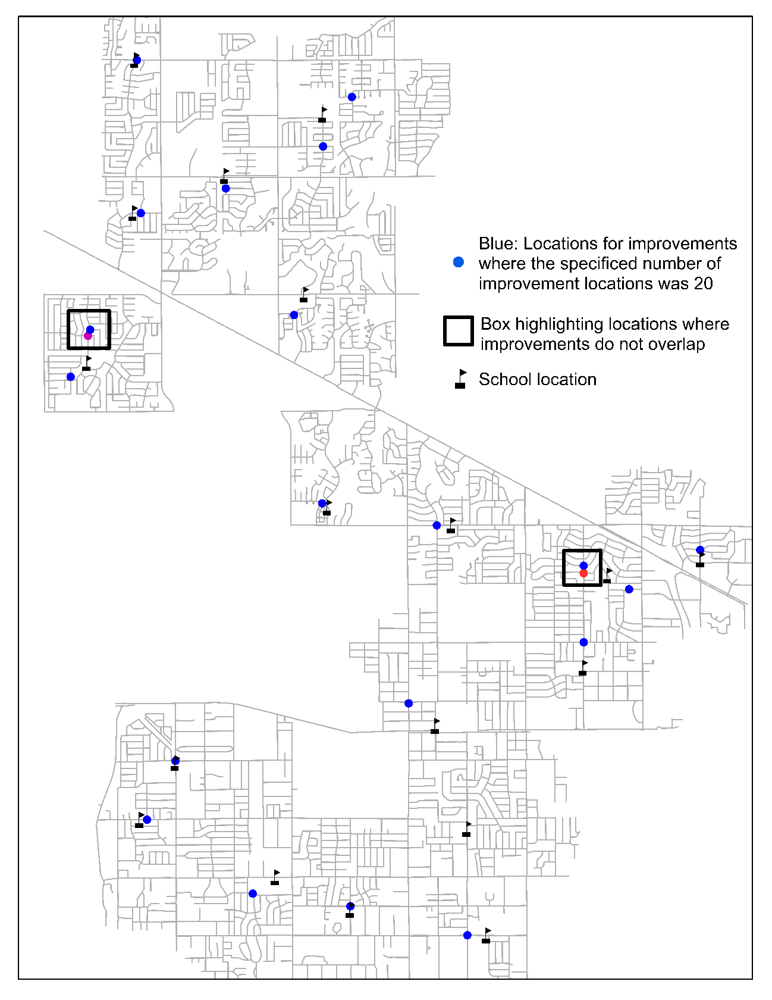 Blue: Locations for improvements
where the specificed number of
improvement locations was 20
Box highlighting locations where
improvements do not overlap
School location